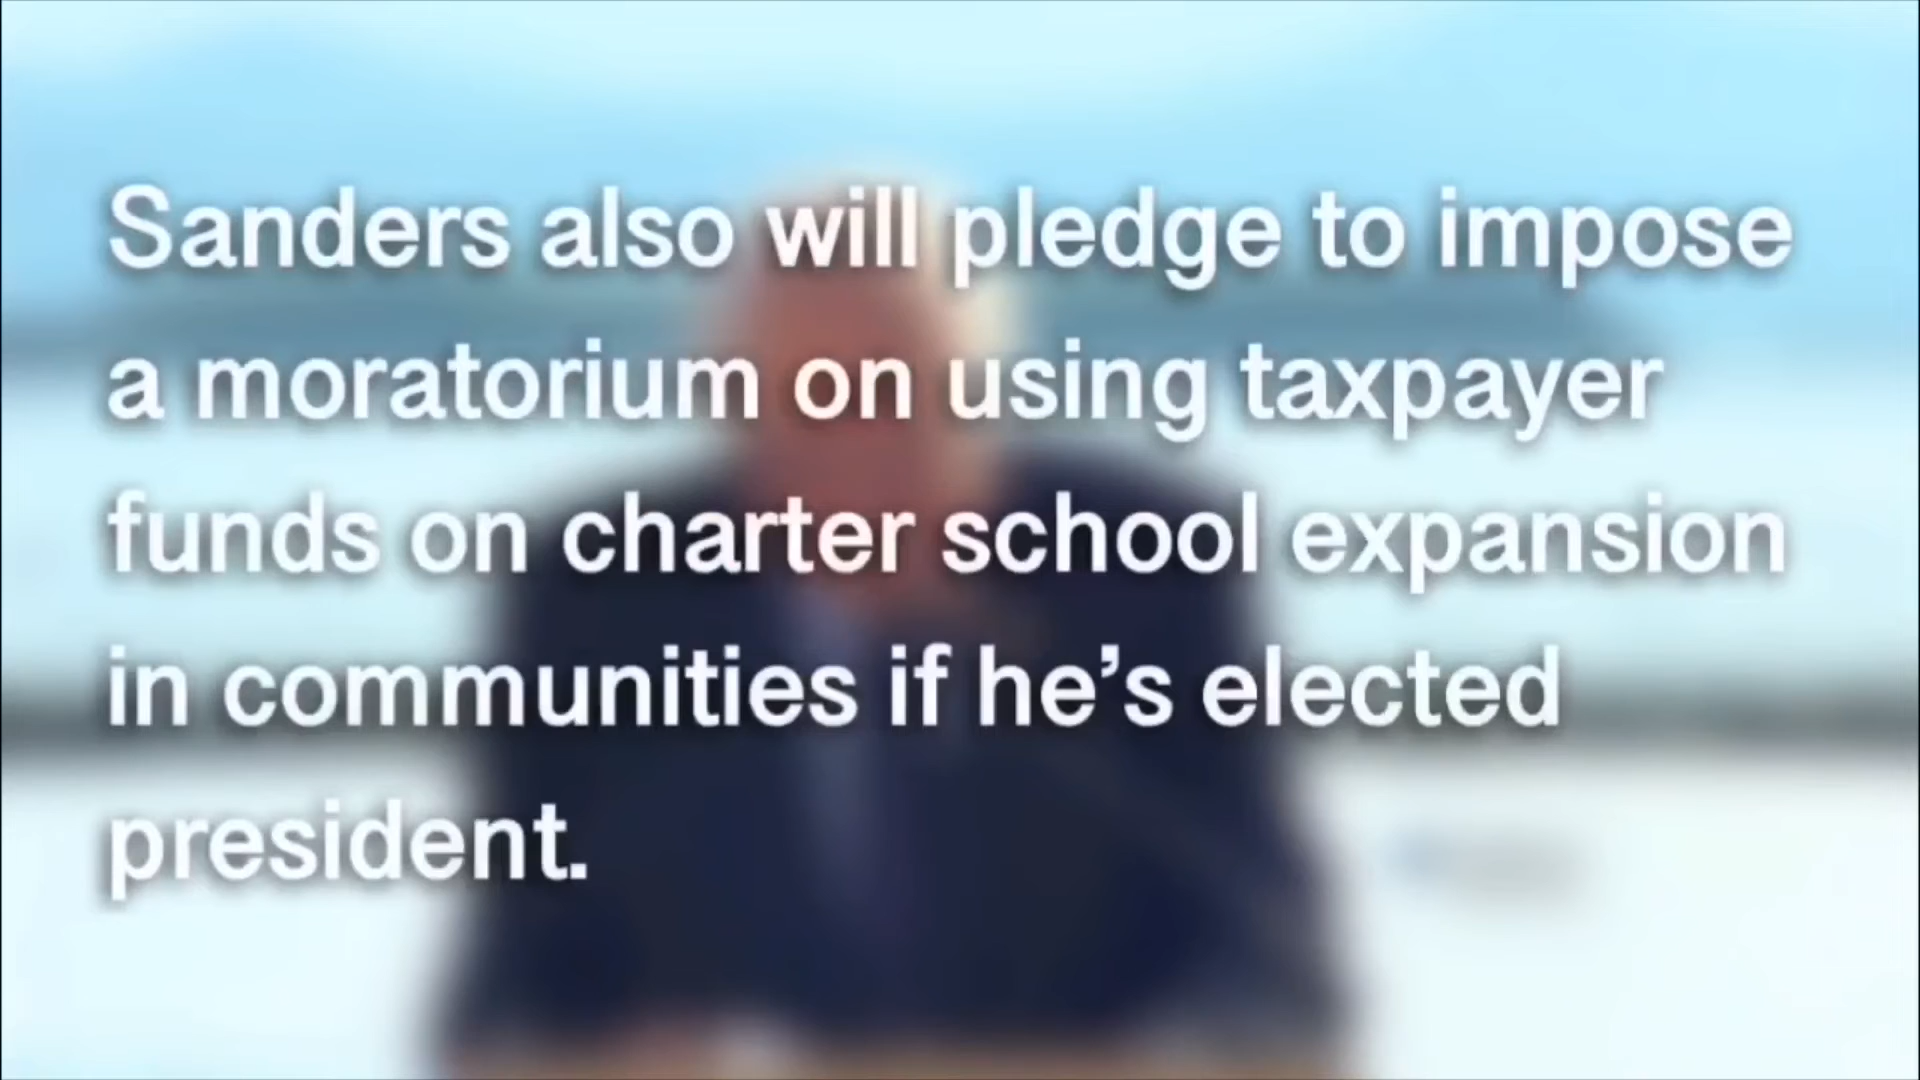 Sanders also will pledge to impose
a moratorium on using taxpayer
funds on charter school expansion
in communities if he’s elected
president.